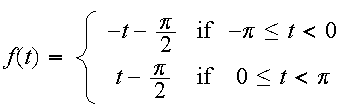 f(t) = { −t − π/2 if −π ≤ t < 0
t − π/2 if 0 ≤ t < π